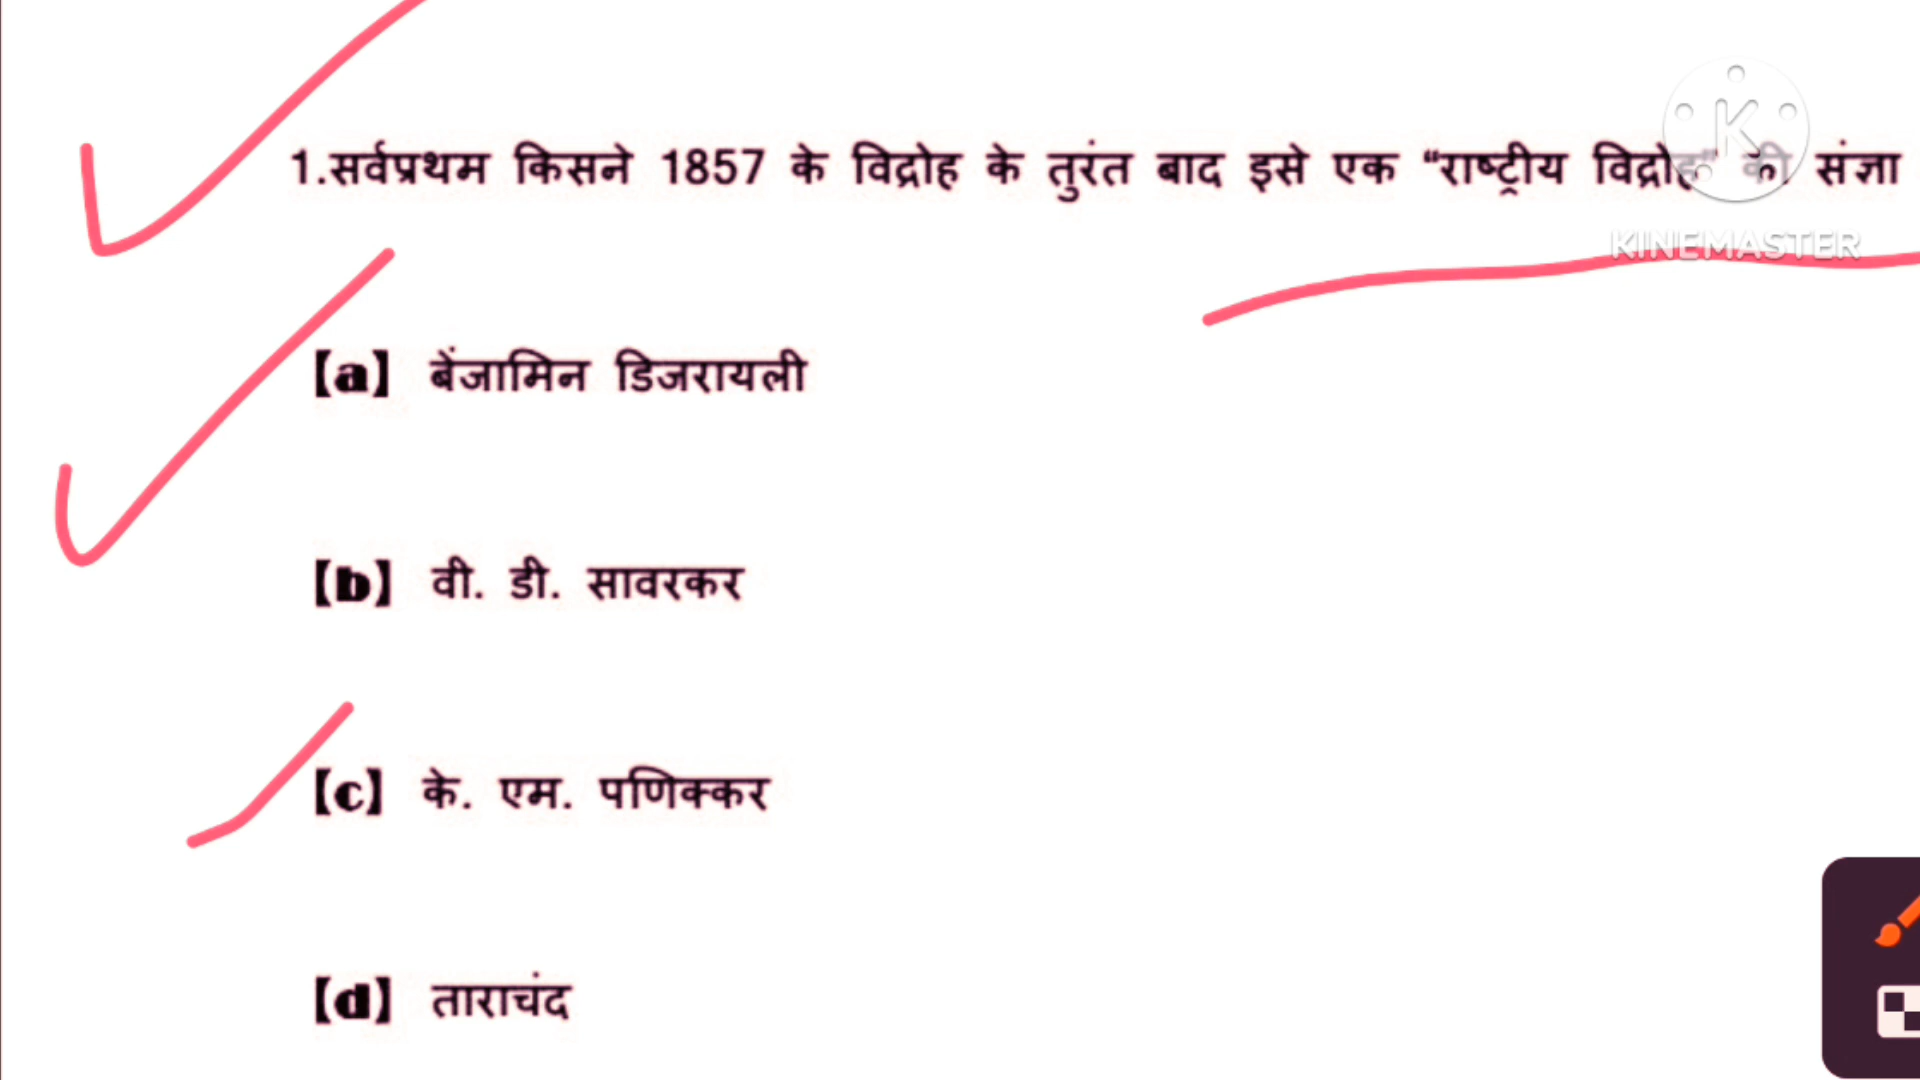 1.सर्वप्रथम किसने 1857 के विद्रोह के तुरंत बाद इसे एक “राष्ट्रीय विद्रोह” की संज्ञा
K
KINEMASTER
【a】 बेंजामिन डिजरायली
【b】 वी. डी. सावरकर
【c】 के. एम. पणिक्कर
【d】 ताराचंद